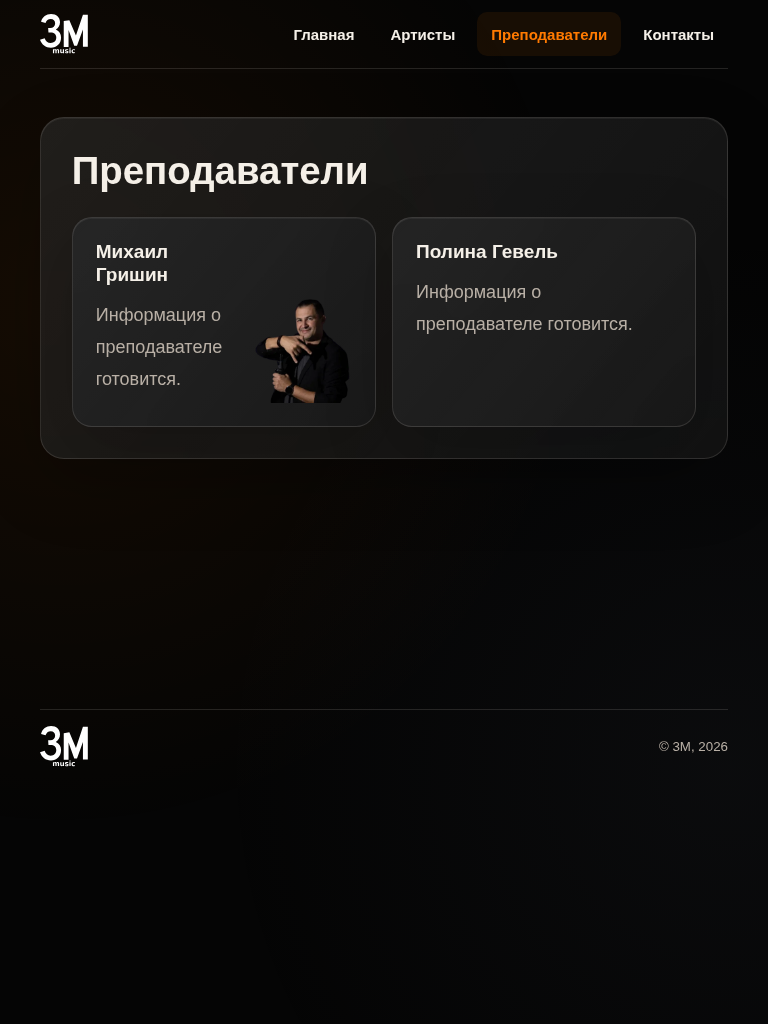 3M
music
Главная
Артисты
Преподаватели
Контакты
Преподаватели
Михаил
Гришин
Информация о
преподавателе
готовится.
Полина Гевель
Информация о
преподавателе готовится.
3M
music
© 3М, 2026